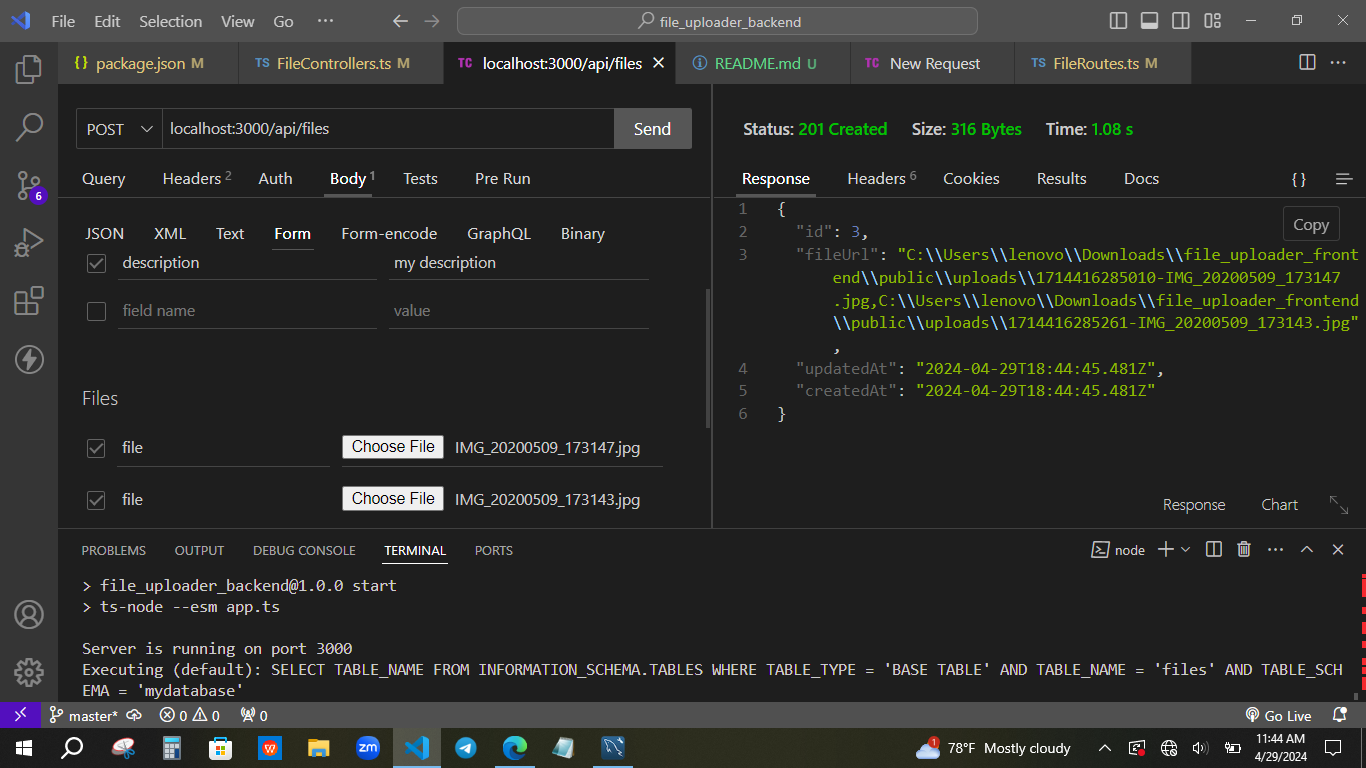 File Edit Selection View Go ··· file_uploader_backend
{} package.json M TS FileControllers.ts M TC localhost:3000/api/files README.md U TC New Request TS FileRoutes.ts M
POST localhost:3000/api/files Send
Query Headers 2 Auth Body 1 Tests Pre Run
JSON XML Text Form Form-encode GraphQL Binary
description my description
field name value
Files
file Choose File IMG_20200509_173147.jpg
file Choose File IMG_20200509_173143.jpg
Status: 201 Created Size: 316 Bytes Time: 1.08 s
Response Headers 6 Cookies Results Docs {}
Copy
1 {
2 "id": 3,
3 "fileUrl": "C:\\Users\\lenovo\\Downloads\\file_uploader_front
end\\public\\uploads\\1714416285010-IMG_20200509_173147
.jpg,C:\\Users\\lenovo\\Downloads\\file_uploader_frontend
\\public\\uploads\\1714416285261-IMG_20200509_173143.jpg"
,
4 "updatedAt": "2024-04-29T18:44:45.481Z",
5 "createdAt": "2024-04-29T18:44:45.481Z"
6 }
Response Chart
6
PROBLEMS OUTPUT DEBUG CONSOLE TERMINAL PORTS node
> file_uploader_backend@1.0.0 start
> ts-node --esm app.ts
Server is running on port 3000
Executing (default): SELECT TABLE_NAME FROM INFORMATION_SCHEMA.TABLES WHERE TABLE_TYPE = 'BASE TABLE' AND TABLE_NAME = 'files' AND TABLE_SCH
EMA = 'mydatabase'
master* 0 0 0 Go Live
W zm 1 78°F Mostly cloudy 11:44 AM
4/29/2024